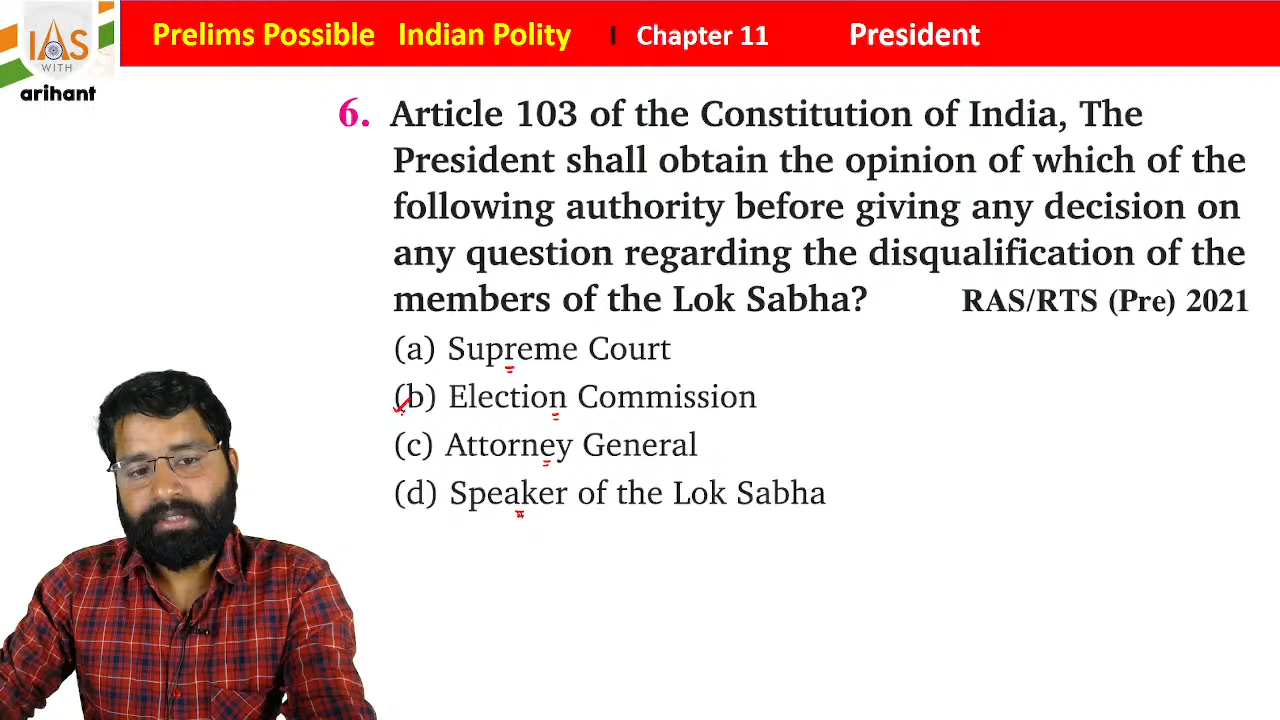 IAS
WITH
arihant
Prelims Possible Indian Polity | Chapter 11 President
6. Article 103 of the Constitution of India, The
President shall obtain the opinion of which of the
following authority before giving any decision on
any question regarding the disqualification of the
members of the Lok Sabha? RAS/RTS (Pre) 2021
(a) Supreme Court
(b) Election Commission
(c) Attorney General
(d) Speaker of the Lok Sabha